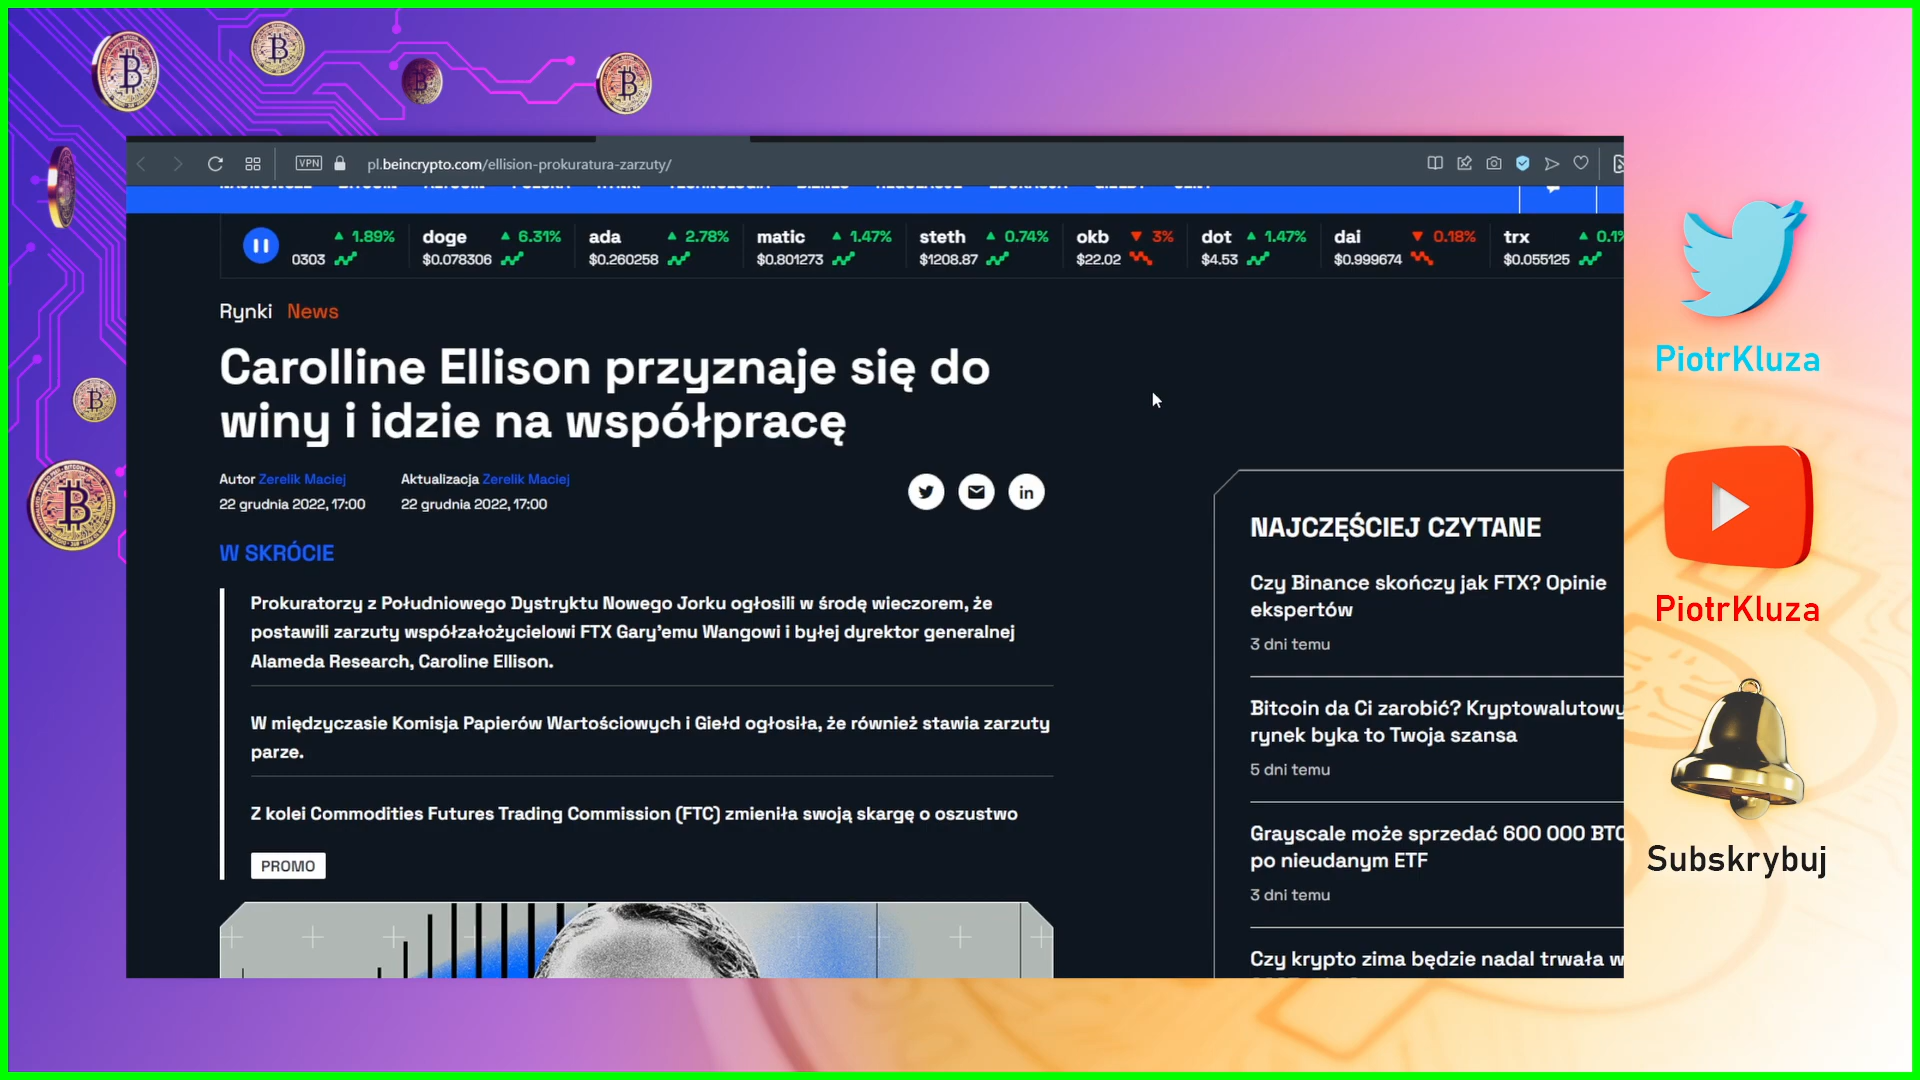 VPN pl.beincrypto.com/ellision-prokuratura-zarzuty/
▲ 1.89% doge ▲ 6.31% ada ▲ 2.78% matic ▲ 1.47% steth ▲ 0.74% okb ▼ 3% dot ▲ 1.47% dai ▼ 0.18% trx ▲ 0.1%
0303 $0.078306 $0.260258 $0.801273 $1208.87 $22.02 $4.53 $0.999674 $0.055125
Rynki News
Carolline Ellison przyznaje się do
winy i idzie na współpracę
Autor Zerelik Maciej Aktualizacja Zerelik Maciej
22 grudnia 2022, 17:00 22 grudnia 2022, 17:00
in
W SKRÓCIE
Prokuratorzy z Południowego Dystryktu Nowego Jorku ogłosili w środę wieczorem, że
postawili zarzuty współzałożycielowi FTX Gary'emu Wangowi i byłej dyrektor generalnej
Alameda Research, Caroline Ellison.
W międzyczasie Komisja Papierów Wartościowych i Giełd ogłosiła, że również stawia zarzuty
parze.
Z kolei Commodities Futures Trading Commission (FTC) zmieniła swoją skargę o oszustwo
PROMO
NAJCZĘŚCIEJ CZYTANE
Czy Binance skończy jak FTX? Opinie
ekspertów
3 dni temu
Bitcoin da Ci zarobić? Kryptowalutowy
rynek byka to Twoja szansa
5 dni temu
Grayscale może sprzedać 600 000 BTC
po nieudanym ETF
3 dni temu
Czy krypto zima będzie nadal trwała w
PiotrKluza
PiotrKluza
Subskrybuj